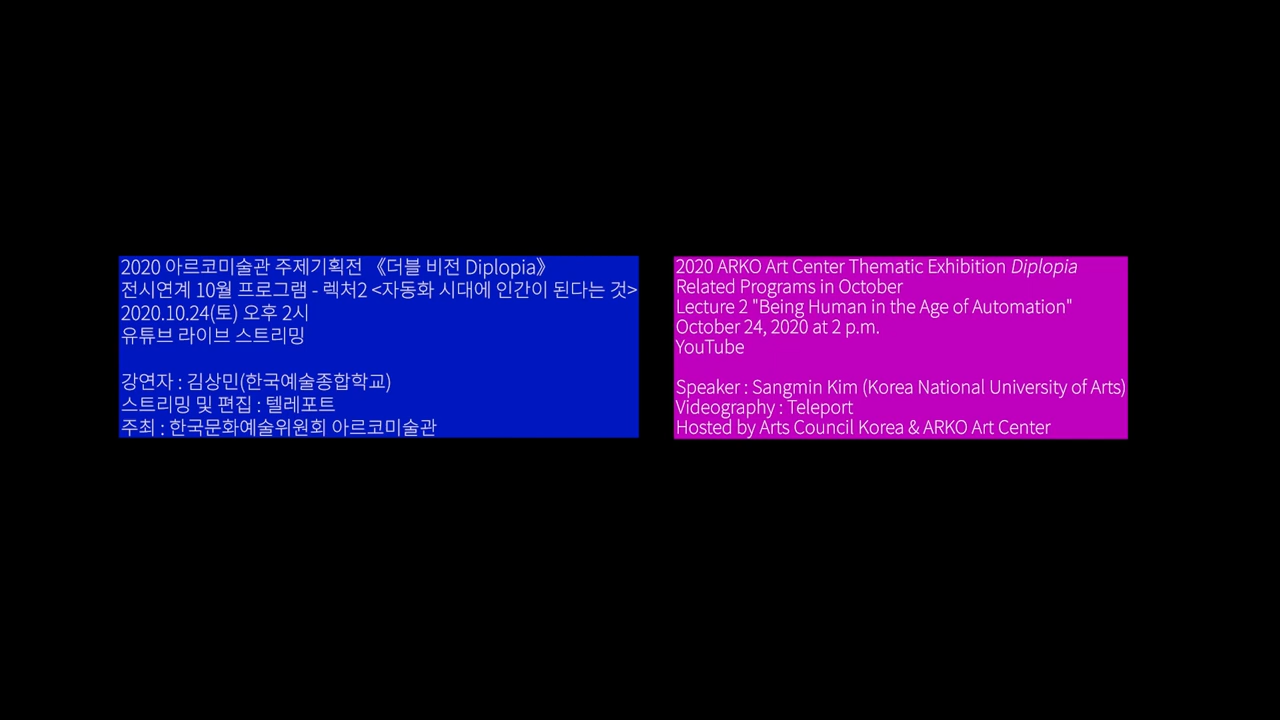 2020 아르코미술관 주제기획전 《더블 비전 Diplopia》
전시연계 10월 프로그램 - 렉처2 <자동화 시대에 인간이 된다는 것>
2020.10.24(토) 오후 2시
유튜브 라이브 스트리밍
강연자 : 김상민(한국예술종합학교)
스트리밍 및 편집 : 텔레포트
주최 : 한국문화예술위원회 아르코미술관
2020 ARKO Art Center Thematic Exhibition Diplopia
Related Programs in October
Lecture 2 "Being Human in the Age of Automation"
October 24, 2020 at 2 p.m.
YouTube
Speaker : Sangmin Kim (Korea National University of Arts)
Videography : Teleport
Hosted by Arts Council Korea & ARKO Art Center